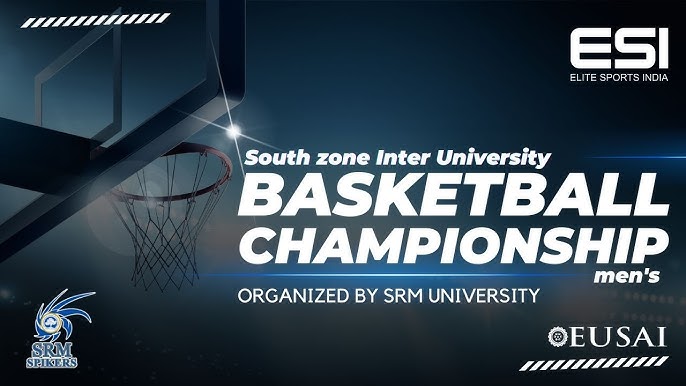 ESI
ELITE SPORTS INDIA
South zone Inter University
BASKETBALL
CHAMPIONSHIP
men's
ORGANIZED BY SRM UNIVERSITY
SRM
SPIKERS
EUSAI